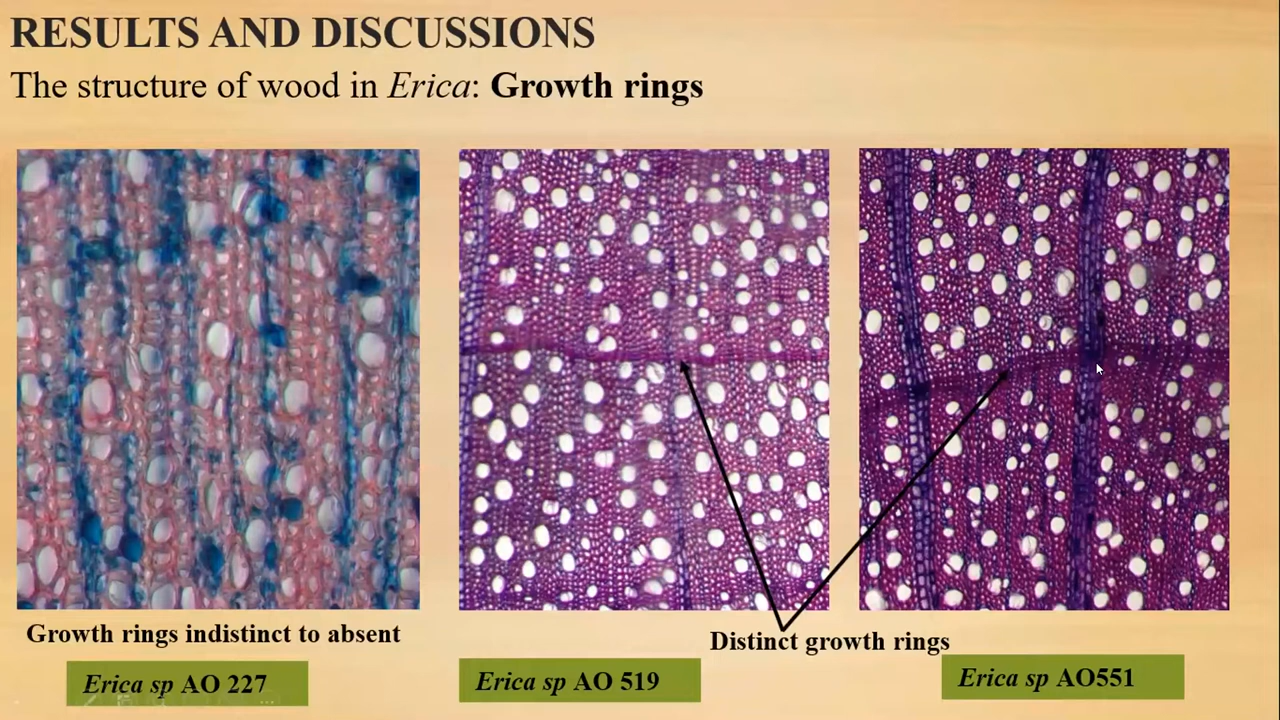 RESULTS AND DISCUSSIONS
The structure of wood in Erica: Growth rings
Growth rings indistinct to absent
Distinct growth rings
Erica sp AO 227
Erica sp AO 519
Erica sp AO551